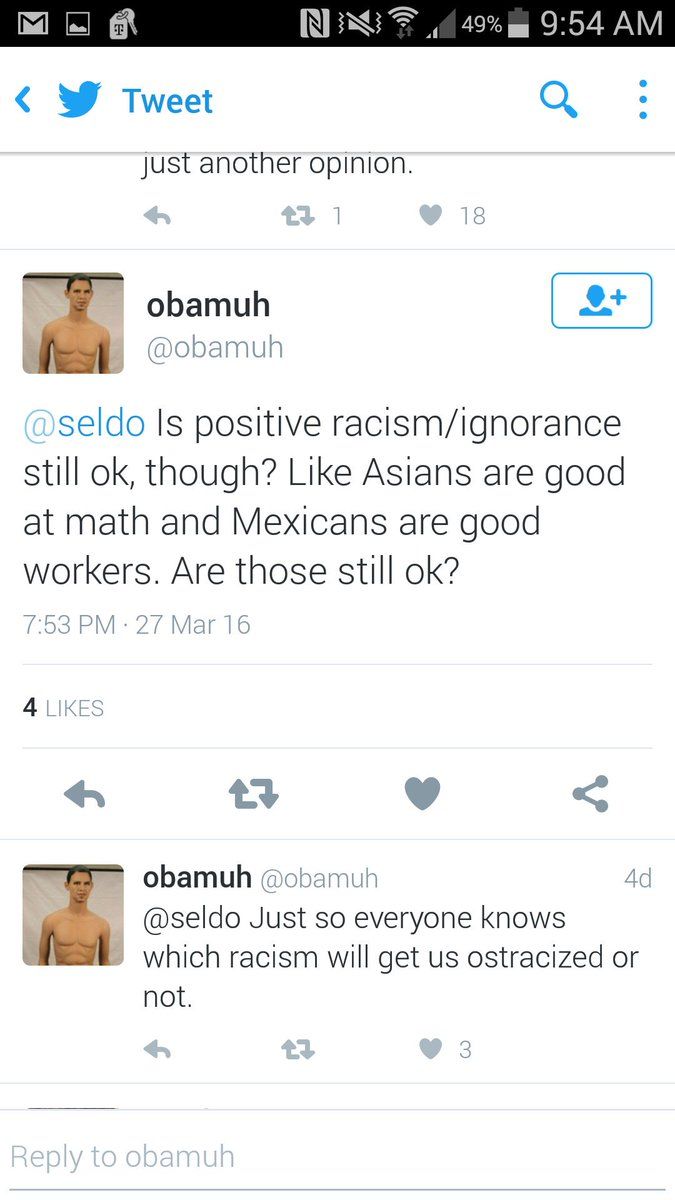 49% 9:54 AM
Tweet
just another opinion.
1 18
obamuh
@obamuh
@seldo Is positive racism/ignorance
still ok, though? Like Asians are good
at math and Mexicans are good
workers. Are those still ok?
7:53 PM · 27 Mar 16
4 LIKES
obamuh @obamuh 4d
@seldo Just so everyone knows
which racism will get us ostracized or
not.
3
Reply to obamuh